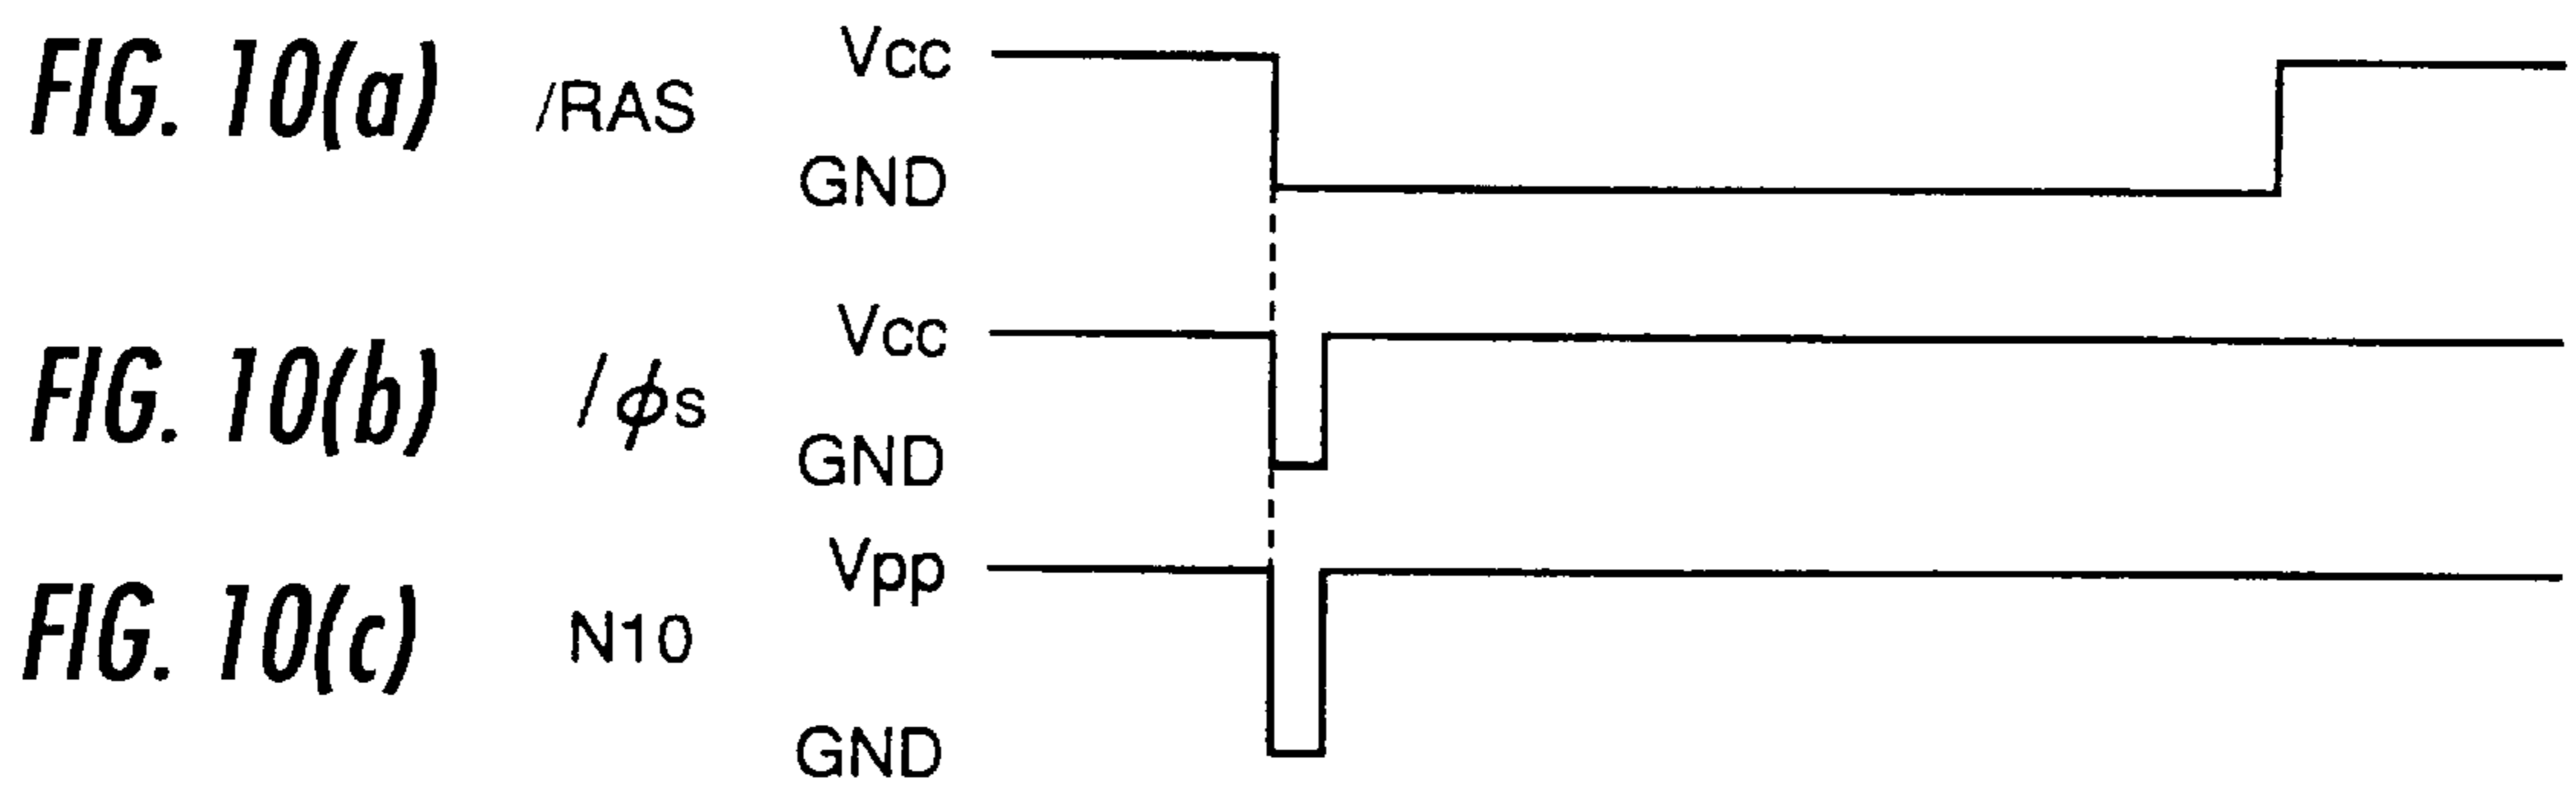 FIG. 10(a) /RAS Vcc
GND
FIG. 10(b) /ϕs Vcc
GND
FIG. 10(c) N10 Vpp
GND